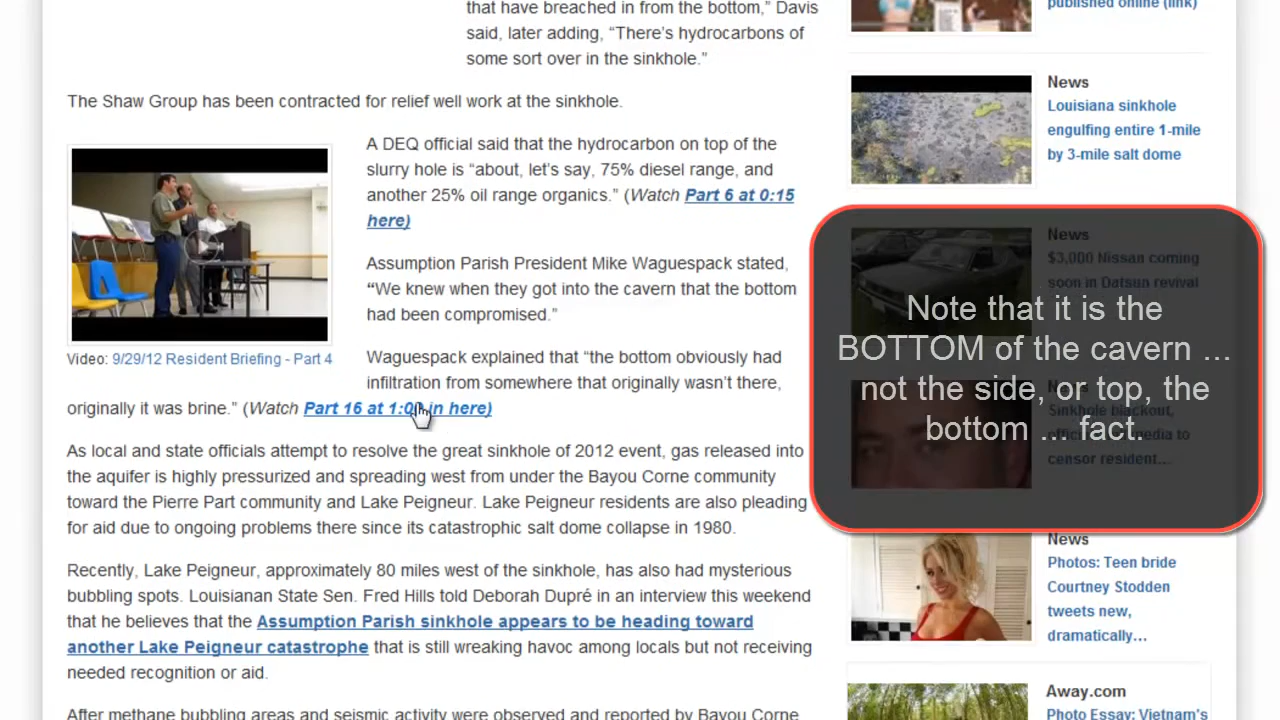 that have breached in from the bottom,” Davis
said, later adding, “There’s hydrocarbons of
some sort over in the sinkhole.”
The Shaw Group has been contracted for relief well work at the sinkhole.
A DEQ official said that the hydrocarbon on top of the
slurry hole is “about, let’s say, 75% diesel range, and
another 25% oil range organics.” (Watch Part 6 at 0:15
here)
Assumption Parish President Mike Waguespack stated,
“We knew when they got into the cavern that the bottom
had been compromised.”
Video: 9/29/12 Resident Briefing - Part 4
Waguespack explained that “the bottom obviously had
infiltration from somewhere that originally wasn’t there,
originally it was brine.” (Watch Part 16 at in here)
As local and state officials attempt to resolve the great sinkhole of 2012 event, gas released into
the aquifer is highly pressurized and spreading west from under the Bayou Corne community
toward the Pierre Part community and Lake Peigneur. Lake Peigneur residents are also pleading
for aid due to ongoing problems there since its catastrophic salt dome collapse in 1980.
Recently, Lake Peigneur, approximately 80 miles west of the sinkhole, has also had mysterious
bubbling spots. Louisianan State Sen. Fred Hills told Deborah Dupré in an interview this weekend
that he believes that the Assumption Parish sinkhole appears to be heading toward
another Lake Peigneur catastrophe that is still wreaking havoc among locals but not receiving
needed recognition or aid.
After methane bubbling areas and seismic activity were observed and reported by Bayou Corne
published online (link)
News
Louisiana sinkhole
engulfing entire 1-mile
by 3-mile salt dome
News
$3,000 Nissan coming
soon in Datsun revival
Note that it is the
BOTTOM of the cavern ...
not the side, or top, the
bottom ... fact.
News
Sinkhole blackout,
media to
censor resident...
News
Photos: Teen bride
Courtney Stodden
tweets new,
dramatically…
Away.com
Photo Essay: Vietnam's